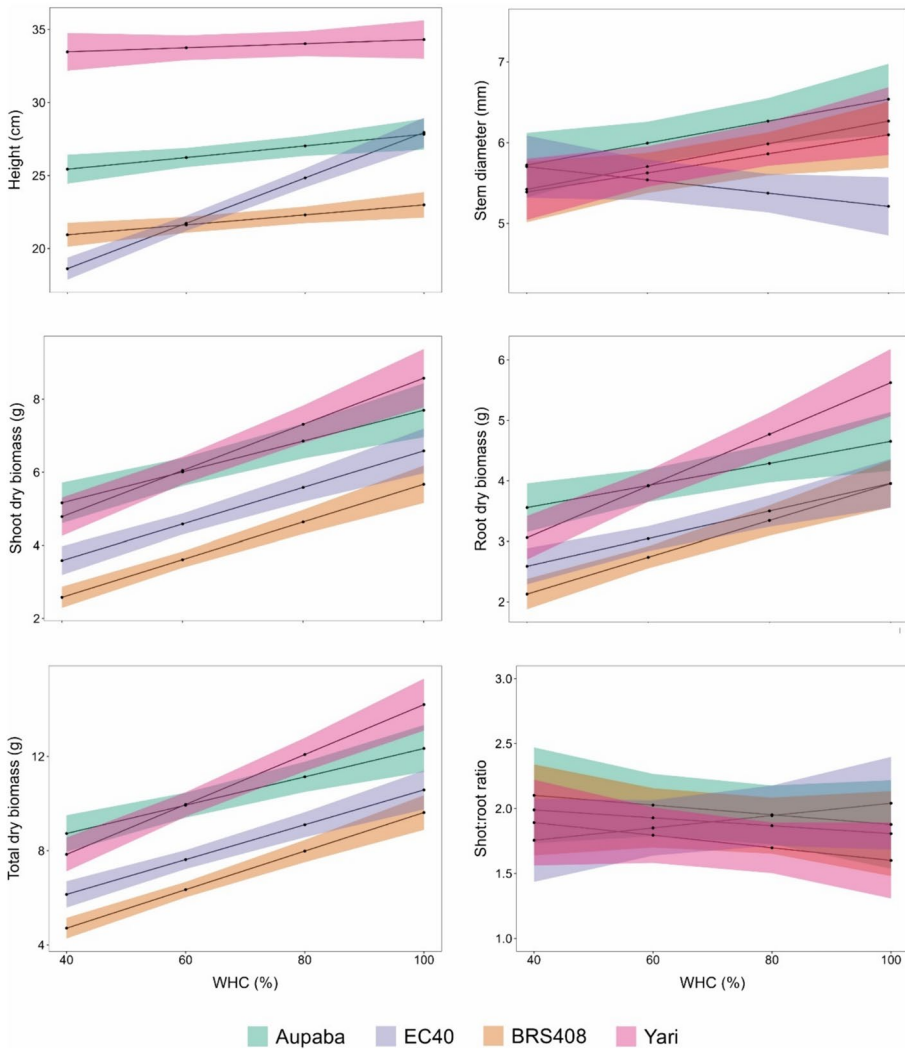 Height (cm)
35
30
25
20
Stem diameter (mm)
7
6
5
Shoot dry biomass (g)
8
6
4
2
Root dry biomass (g)
6
5
4
3
2
Total dry biomass (g)
12
8
4
40 60 80 100
WHC (%)
Shott:root ratio
3.0
2.5
2.0
1.5
1.0
40 60 80 100
WHC (%)
Aupaba EC40 BRS408 Yari